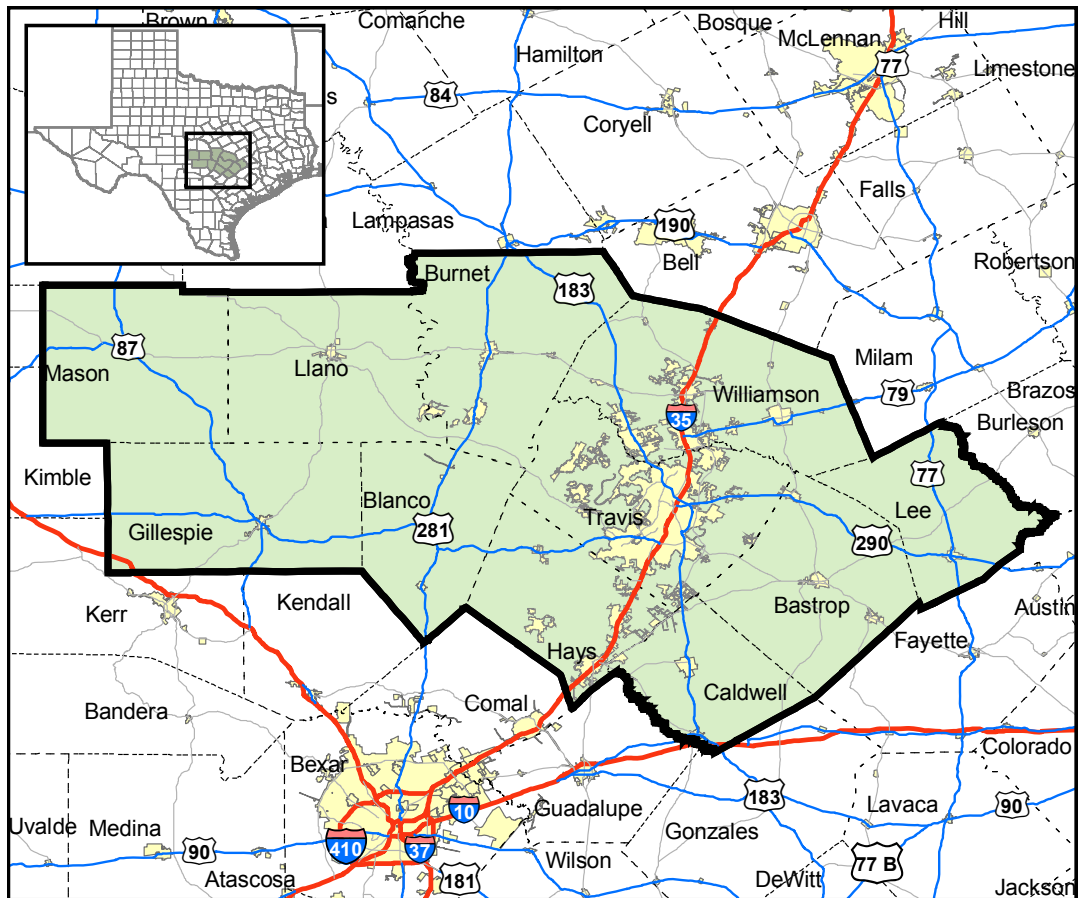 Brown
Comanche
Bosque
Hill
McLennan
Hamilton
77
Limestone
s
84
Coryell
Falls
Lampasas
190
a
Bell
Robertson
Burnet
183
87
Mason
Llano
Milam
Williamson
79
Brazos
35
Burleson
Kimble
77
Blanco
Lee
Travis
Gillespie
281
290
Kendall
Bastrop
Kerr
Austin
Fayette
Hays
Caldwell
Comal
Bandera
Colorado
Bexar
183
10
Guadalupe
Lavaca
90
Uvalde
Medina
Gonzales
410
37
90
Wilson
77 B
Atascosa
181
DeWitt
Jackson